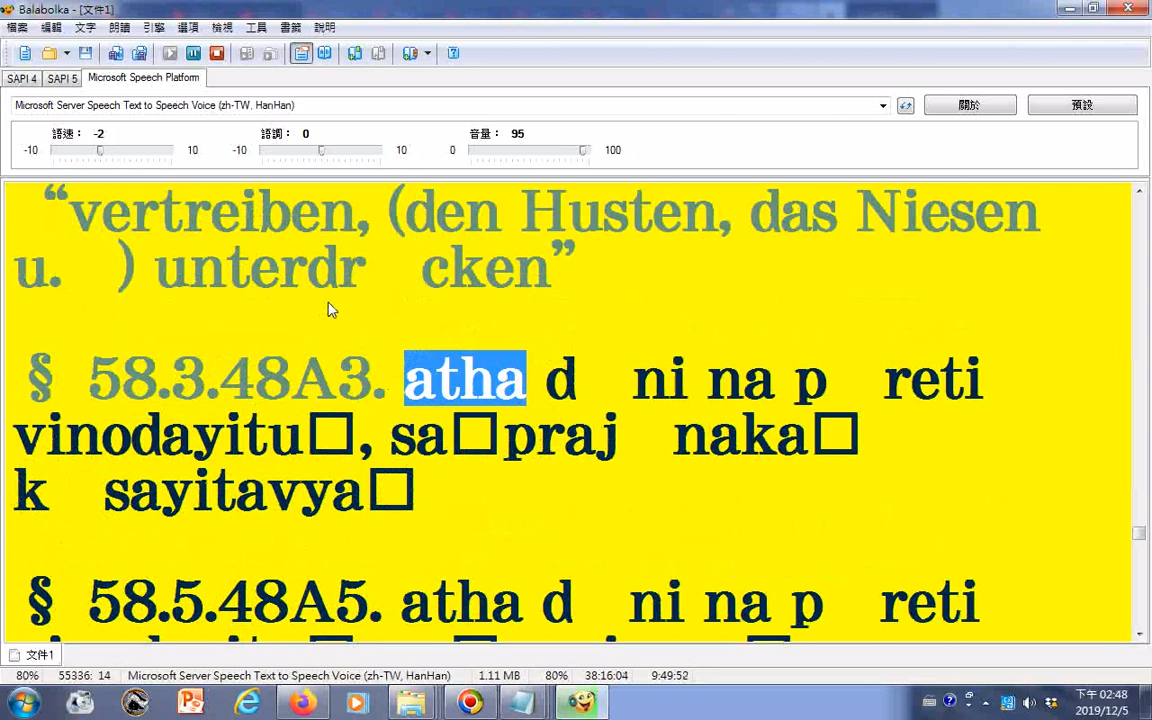 Balabolka - [文件1]
檔案 編輯 文字 朗讀 引擎 選項 檢視 工具 書籤 說明
SAPI 4 SAPI 5 Microsoft Speech Platform
Microsoft Server Speech Text to Speech Voice (zh-TW, HanHan) 關於 預設
語速： -2 語調： 0 音量： 95
-10 10 -10 10 0 100
“vertreiben, (den Husten, das Niesen
u. ) unterdr cken”
§ 58.3.48A3. atha d ni na p reti
vinodayitu□, sa□praj naka□
k sayitavya□
§ 58.5.48A5. atha d ni na p reti
文件1
80% 55336: 14 Microsoft Server Speech Text to Speech Voice (zh-TW, HanHan) 1.11 MB 80% 38:16:04 9:49:52
下午 02:48
2019/12/5